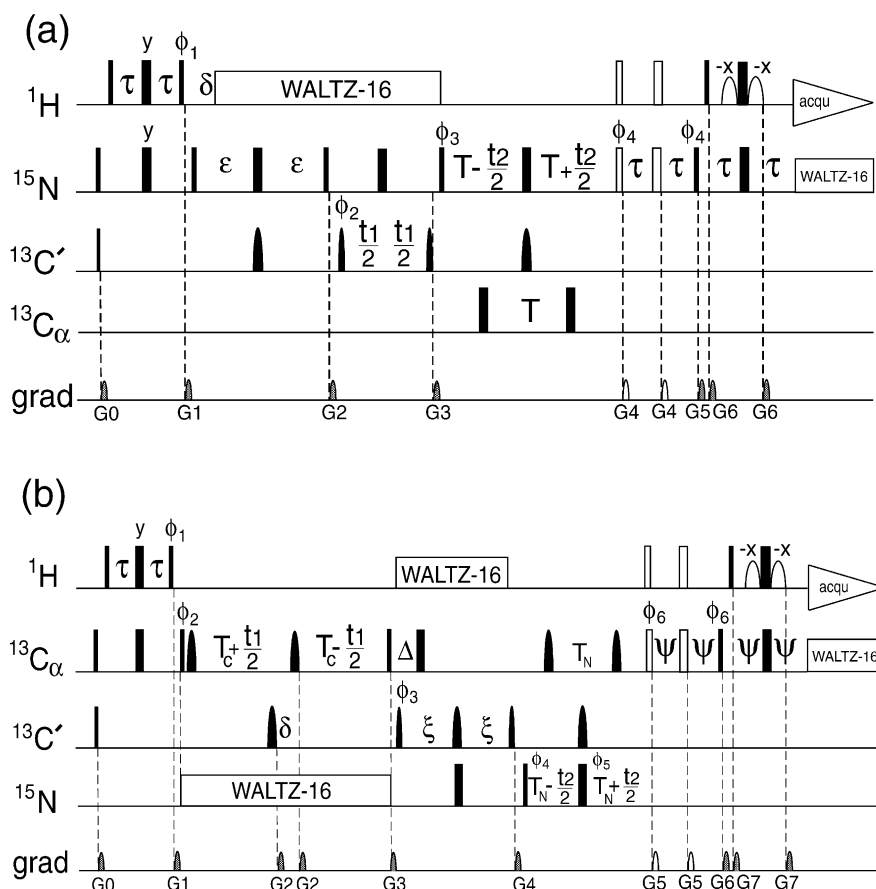 (a)
y ϕ1
¹H τ τ δ WALTZ-16 -x -x acqu
y ϕ3 ϕ4 ϕ4
¹⁵N ε ε T- t2/2 T+ t2/2 τ τ τ τ WALTZ-16
ϕ2
¹³C′ t1/2 t1/2
¹³Cα T
grad
G0 G1 G2 G3 G4 G4 G5 G6 G6
(b)
y ϕ1
¹H τ τ WALTZ-16 -x -x acqu
ϕ2 ϕ6 ϕ6
¹³Cα Tc+ t1/2 Tc- t1/2 Δ TN ψ ψ ψ ψ WALTZ-16
ϕ3
¹³C′ δ ξ ξ
ϕ4 ϕ5
¹⁵N WALTZ-16 TN- t2/2 TN+ t2/2
grad
G0 G1 G2 G2 G3 G4 G5 G5 G6 G7 G7